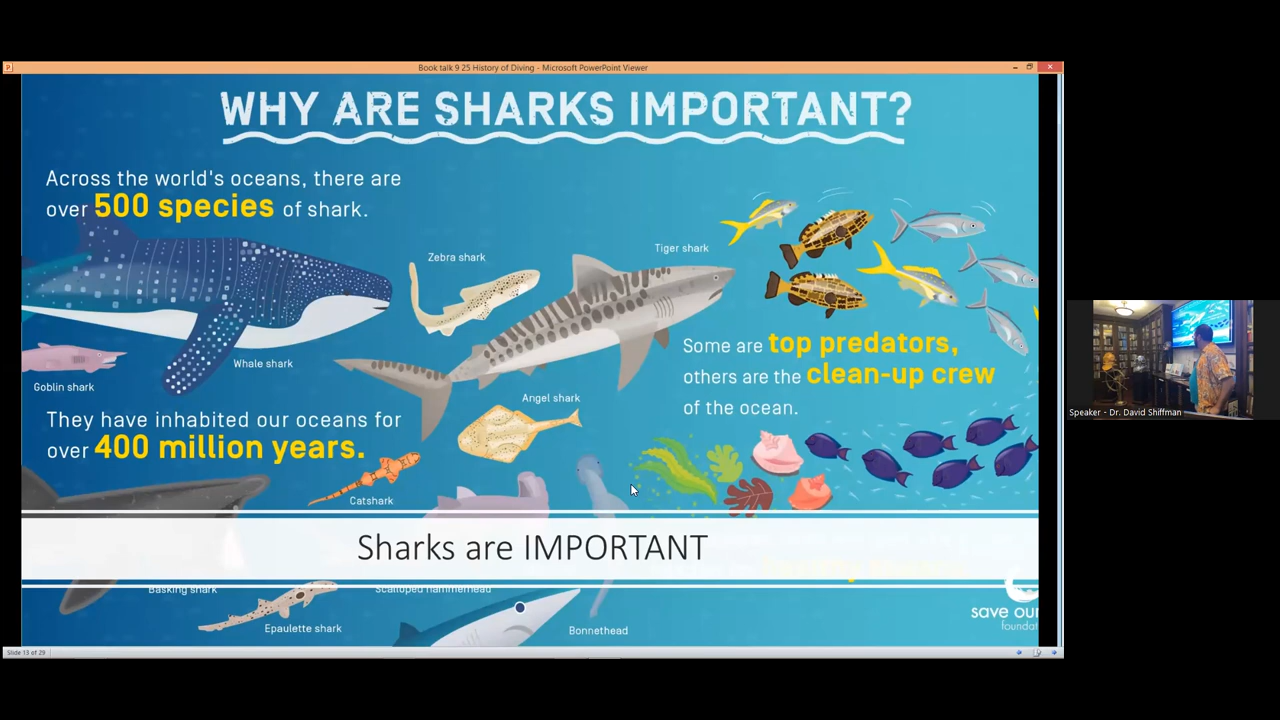 Book talk 9 25 History of Diving - Microsoft PowerPoint Viewer
WHY ARE SHARKS IMPORTANT?
Across the world's oceans, there are
over 500 species of shark.
Zebra shark
Tiger shark
Whale shark
Goblin shark
Some are top predators,
others are the clean-up crew
of the ocean.
Angel shark
They have inhabited our oceans for
over 400 million years.
Catshark
Sharks are IMPORTANT
Basking shark
Scalloped hammerhead
Epaulette shark
Bonnethead
save our
foundat
Slide 13 of 29
Speaker - Dr. David Shiffman